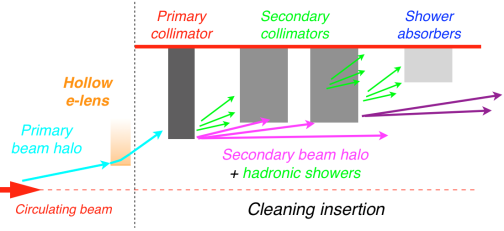 Primary
collimator
Secondary
collimators
Shower
absorbers
Hollow
e-lens
Primary
beam halo
Secondary beam halo
+ hadronic showers
Circulating beam
Cleaning insertion